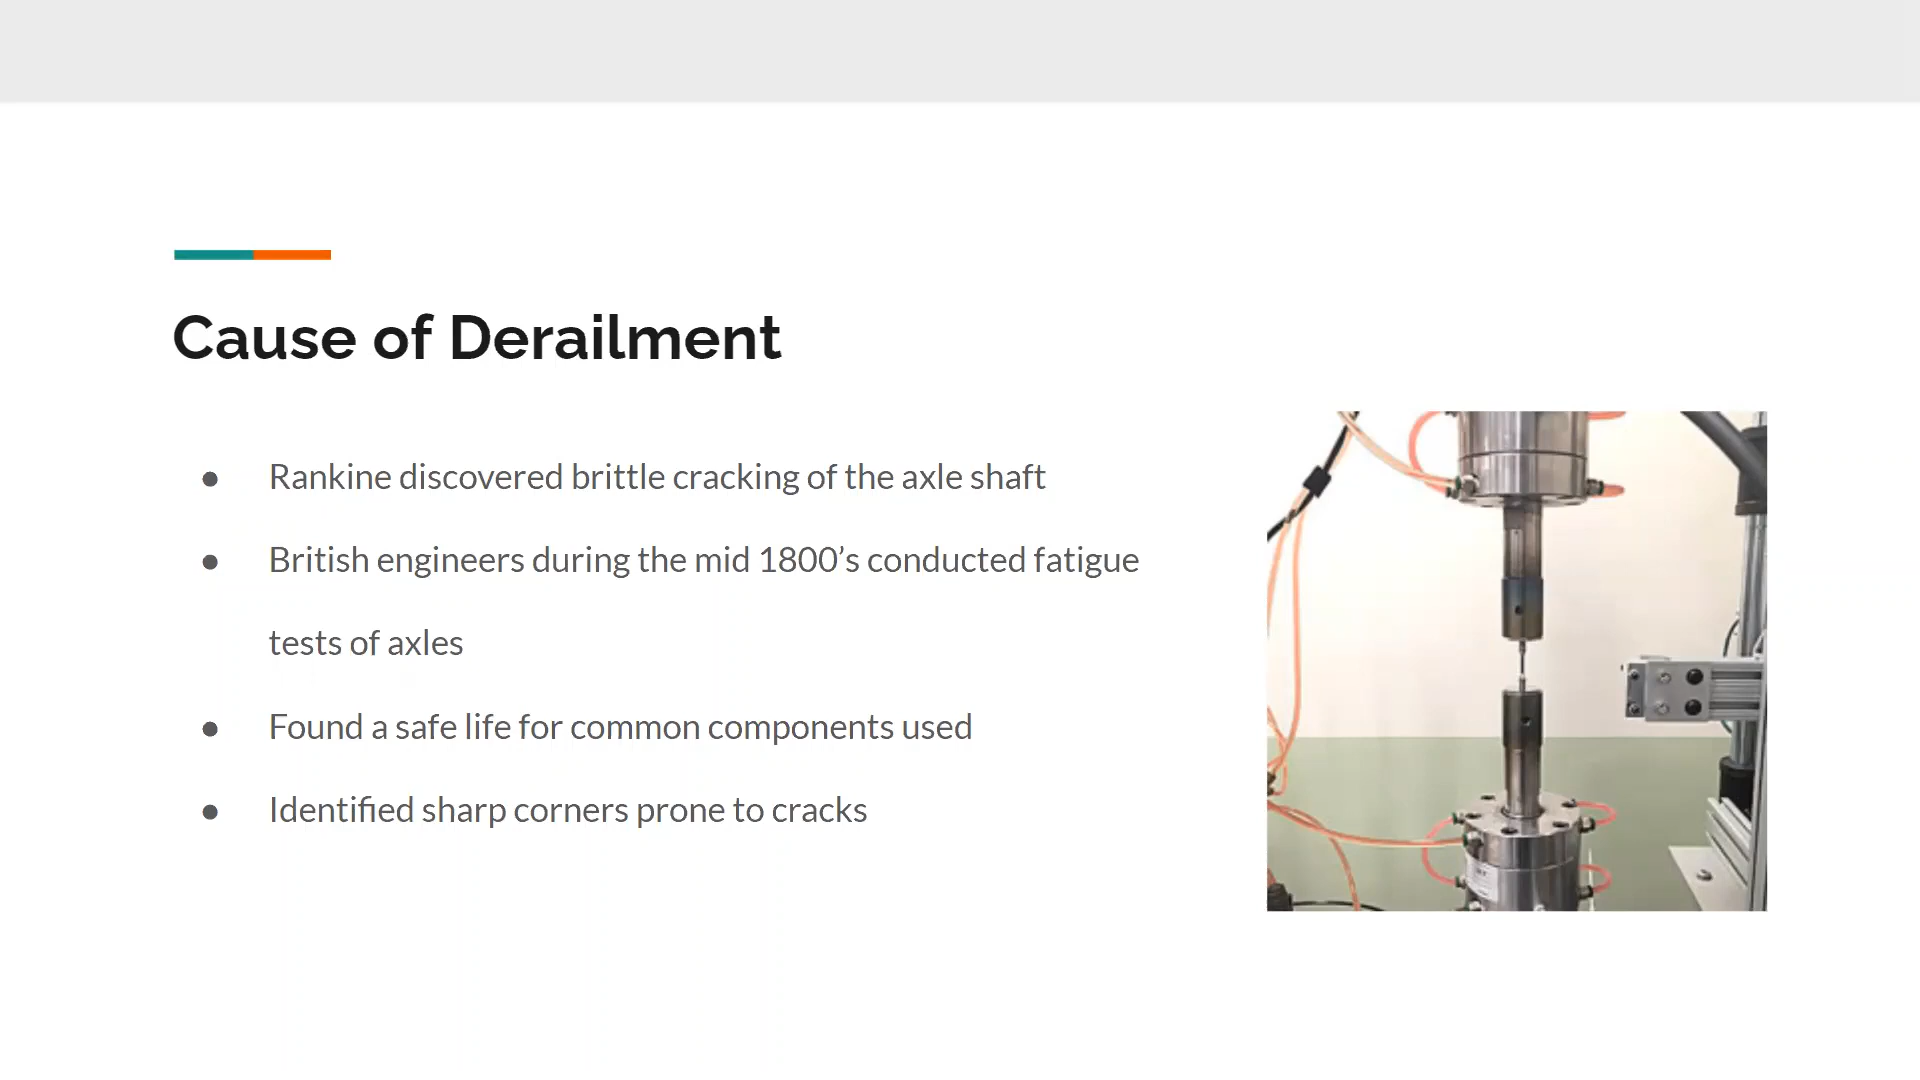 Cause of Derailment
● Rankine discovered brittle cracking of the axle shaft
● British engineers during the mid 1800’s conducted fatigue
tests of axles
● Found a safe life for common components used
● Identified sharp corners prone to cracks